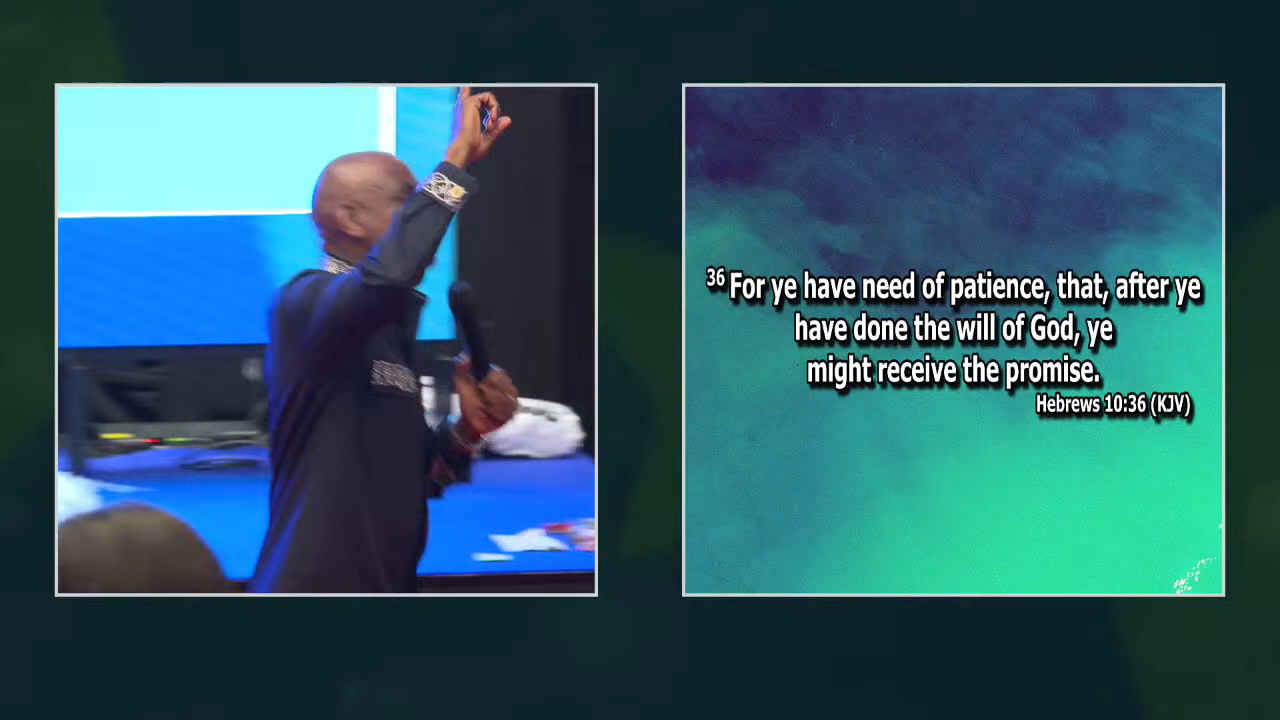 36 For ye have need of patience, that, after ye
have done the will of God, ye
might receive the promise.
Hebrews 10:36 (KJV)